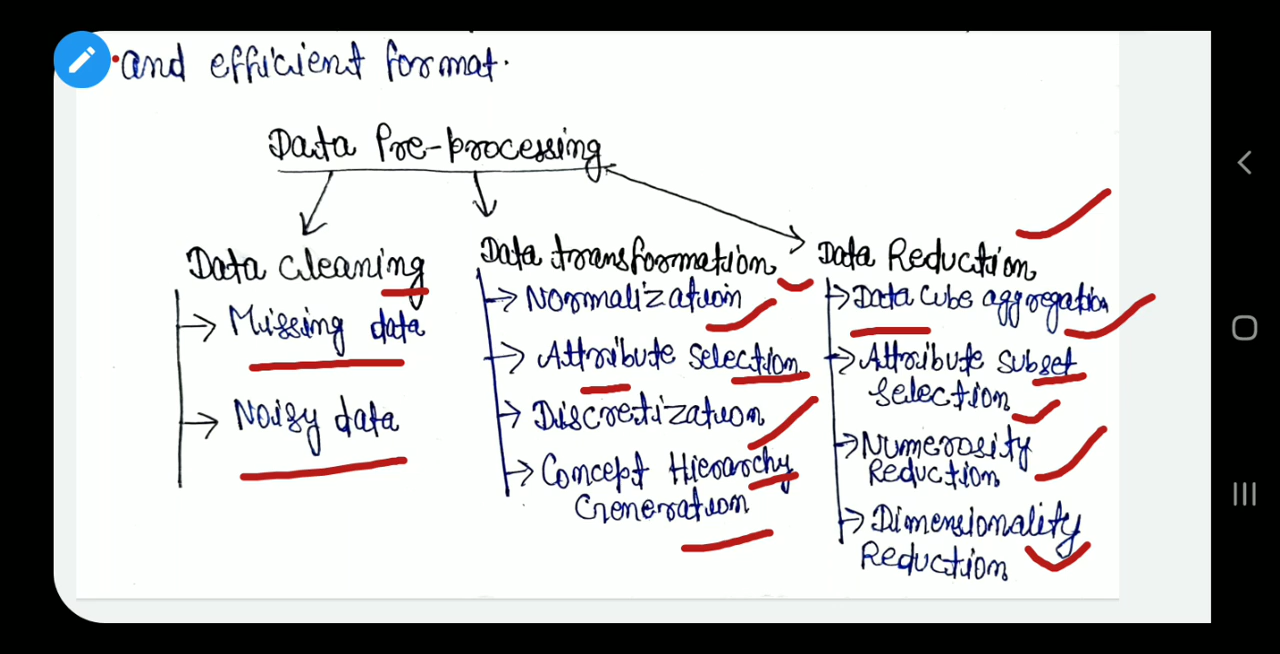 and efficient format.
Data Pre-processing
Data cleaning
Missing data
Noisy data
Data transformation
Normalization
Attribute selection
Discretization
Concept Hierarchy
Generation
Data Reduction
Data cube aggregation
Attribute subset
selection
Numerosity
Reduction
Dimensionality
Reduction